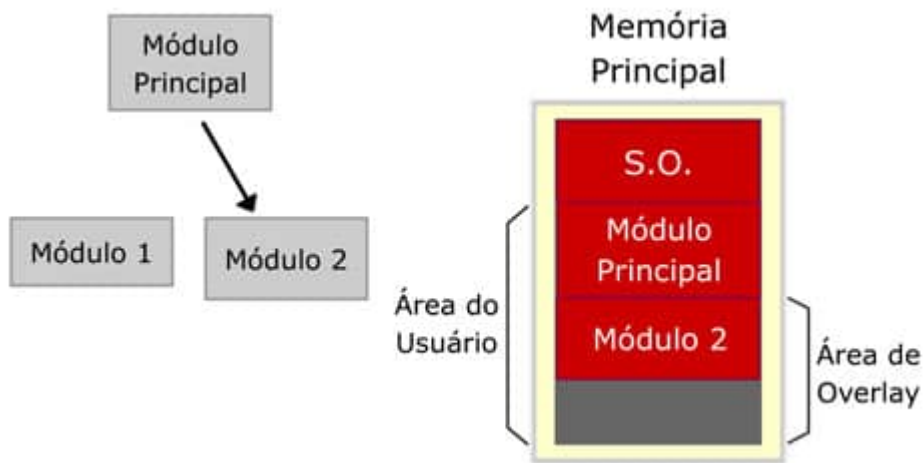 Módulo
Principal
Módulo 1
Módulo 2
Memória
Principal
S.O.
Módulo
Principal
Módulo 2
Área do
Usuário
Área de
Overlay